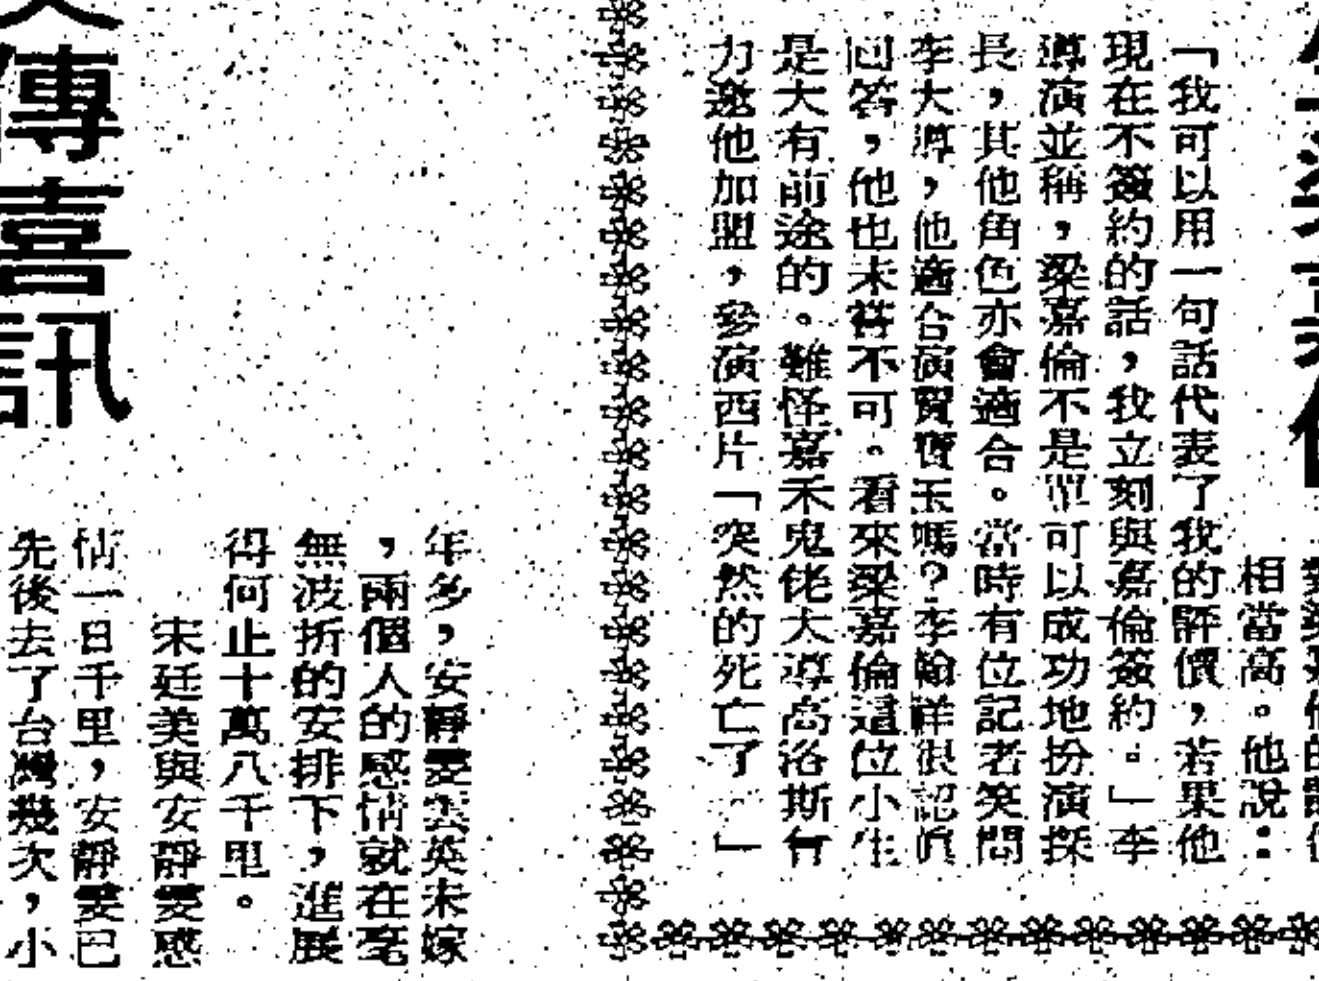 相當高。他說：
「我可以用一句話代表了我的評價，若果他
現在不簽約的話，我立刻與嘉倫簽約。」李
導演並稱，梁嘉倫不是單可以成功地扮演探
長，其他角色亦會適合。當時有位記者笑問
李大導，他適合演賈寶玉嗎？李翰祥很認真
回答，他也未嘗不可。看來梁嘉倫這位小生
是大有前途的。難怪嘉禾鬼佬大導高洛斯會
力邀他加盟，參演西片「突然的死亡了」
傳喜訊
年多，安靜雯雲英未嫁
，兩個人的感情就在毫
無波折的安排下，進展
得何止十萬八千里。
宋廷美與安靜雯感
情一日千里，安靜雯已
先後去了台灣幾次，小